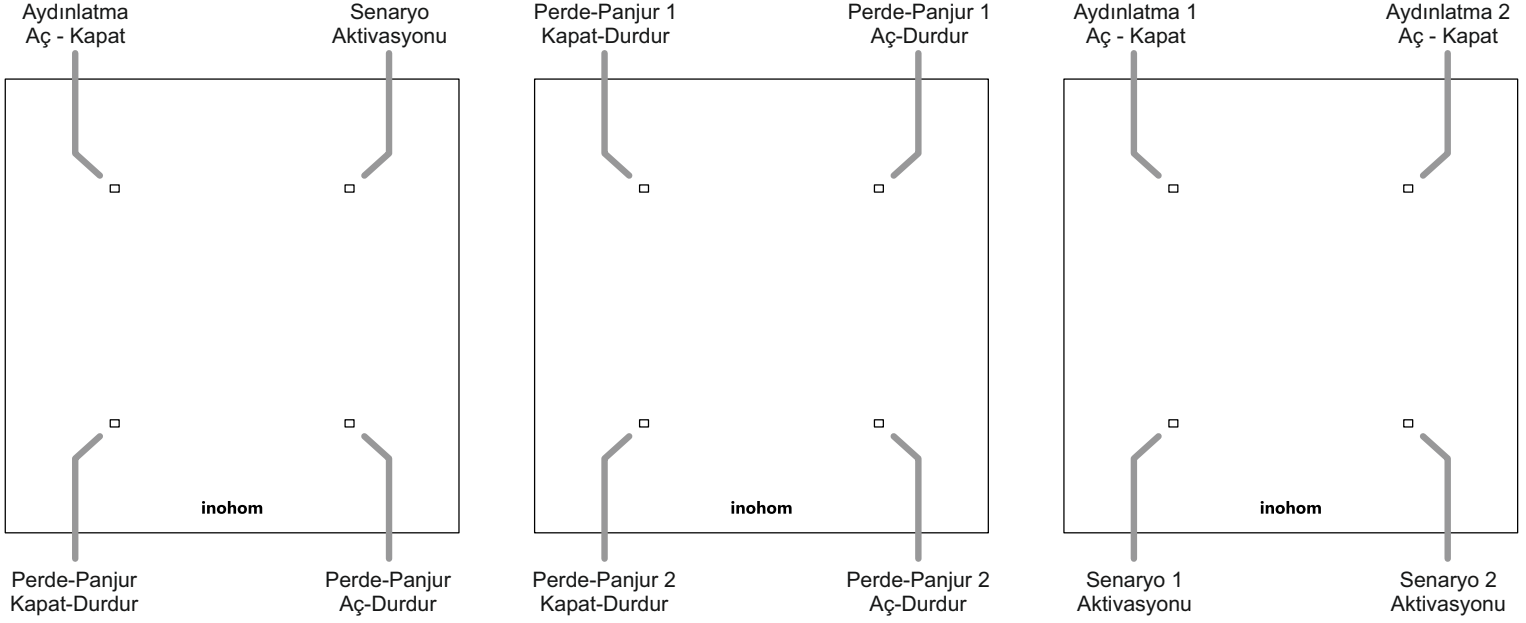 Aydınlatma
Aç - Kapat
Senaryo
Aktivasyonu
Perde-Panjur 1
Kapat-Durdur
Perde-Panjur 1
Aç-Durdur
Aydınlatma 1
Aç - Kapat
Aydınlatma 2
Aç - Kapat
inohom
inohom
inohom
Perde-Panjur
Kapat-Durdur
Perde-Panjur
Aç-Durdur
Perde-Panjur 2
Kapat-Durdur
Perde-Panjur 2
Aç-Durdur
Senaryo 1
Aktivasyonu
Senaryo 2
Aktivasyonu